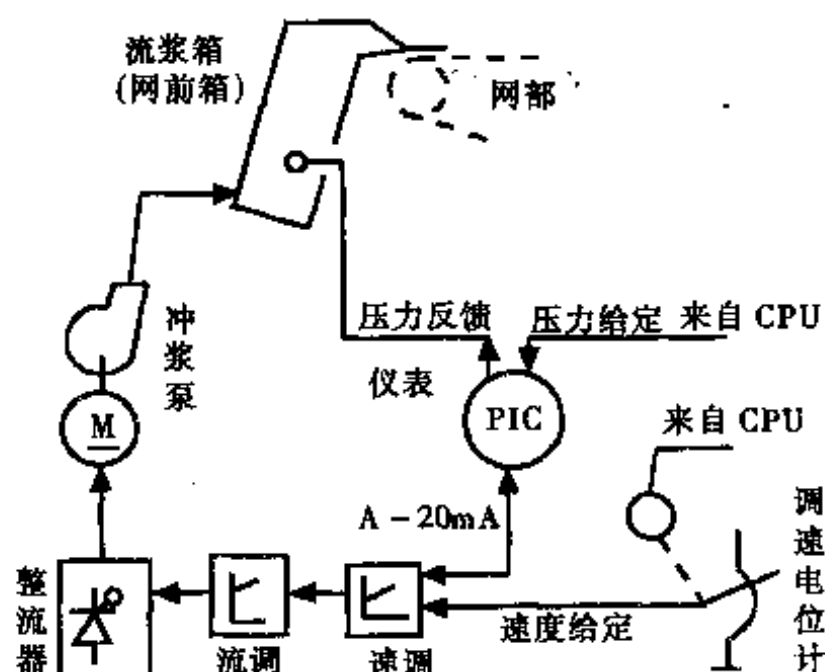 流浆箱
(网前箱)
网部
冲浆泵
压力反馈
压力给定 来自 CPU
仪表
PIC
来自 CPU
M
A－20mA
调速电位计
整流器
流调
速调
速度给定